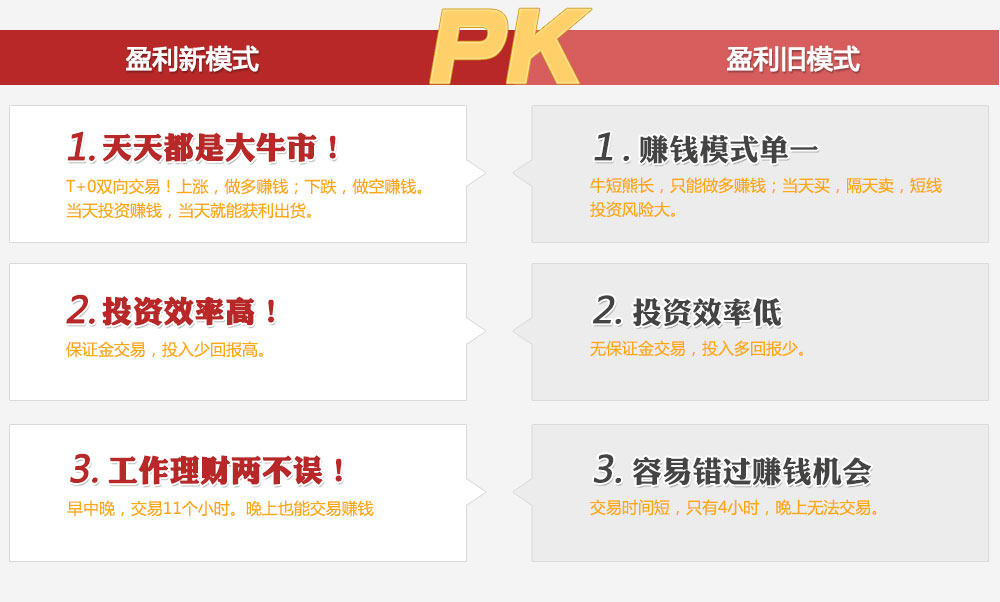 PK
盈利新模式
盈利旧模式
1.天天都是大牛市！
T+0双向交易！上涨，做多赚钱；下跌，做空赚钱。
当天投资赚钱，当天就能获利出货。
1.赚钱模式单一
牛短熊长，只能做多赚钱；当天买，隔天卖，短线
投资风险大。
2.投资效率高！
保证金交易，投入少回报高。
2.投资效率低
无保证金交易，投入多回报少。
3.工作理财两不误！
早中晚，交易11个小时。晚上也能交易赚钱
3.容易错过赚钱机会
交易时间短，只有4小时，晚上无法交易。